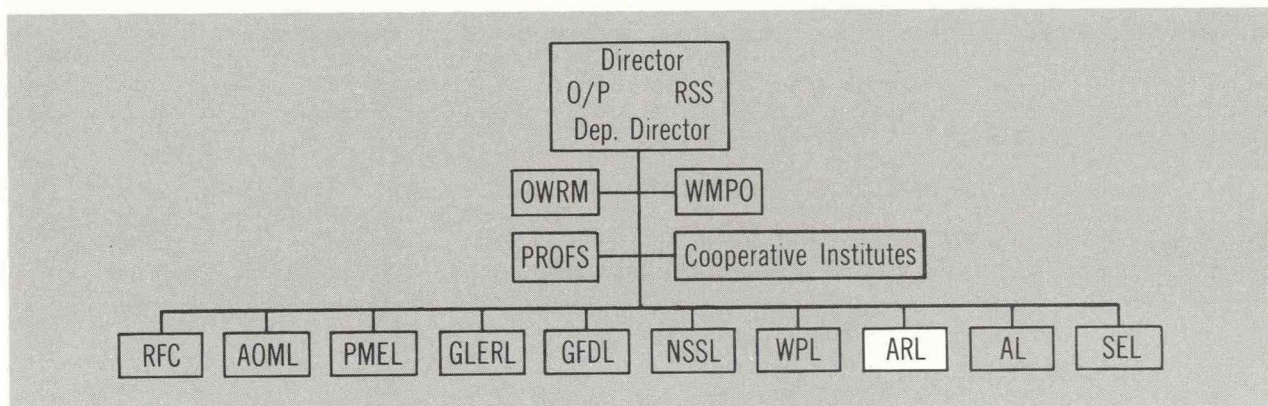 Director
O/P RSS
Dep. Director
OWRM WMPO
PROFS Cooperative Institutes
RFC AOML PMEL GLERL GFDL NSSL WPL ARL AL SEL